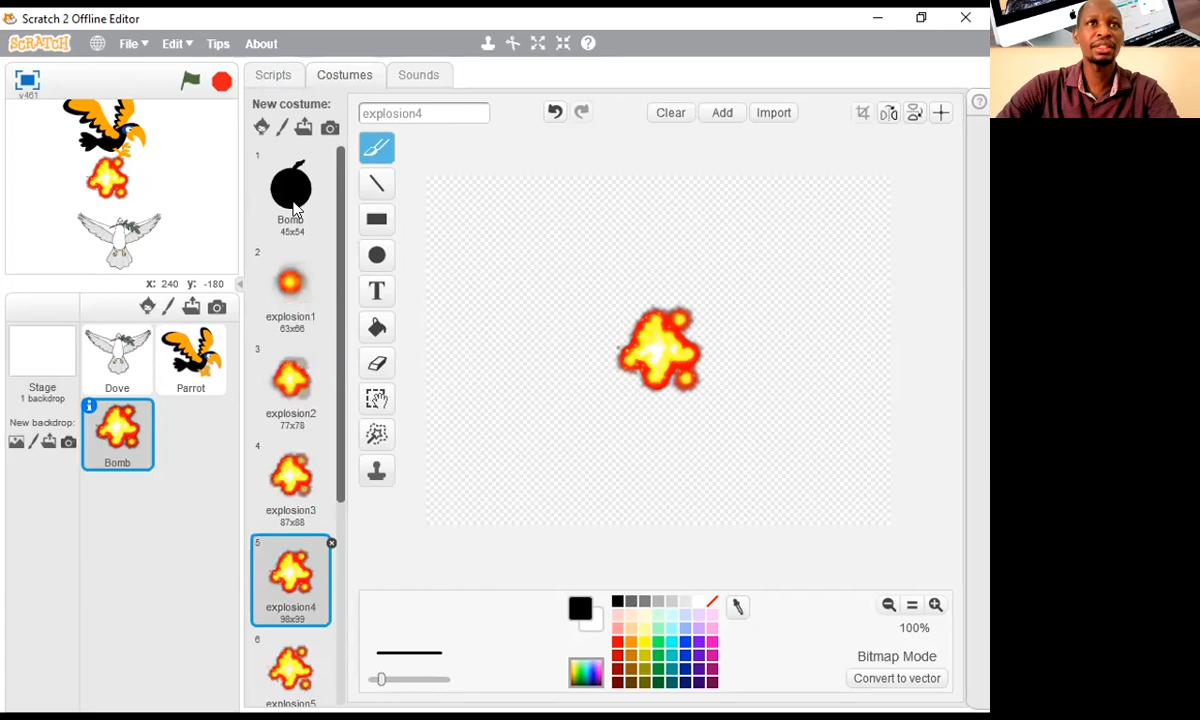 Scratch 2 Offline Editor
SCRATCH File Edit Tips About
v461
Scripts Costumes Sounds
New costume:
explosion4
Clear Add Import
1
Bomb
45x54
2
explosion1
63x66
3
explosion2
77x78
4
explosion3
87x88
5
explosion4
98x99
6
explosion5
x: 240 y: -180
Stage
1 backdrop
New backdrop:
Dove
Parrot
Bomb
T
100%
Bitmap Mode
Convert to vector